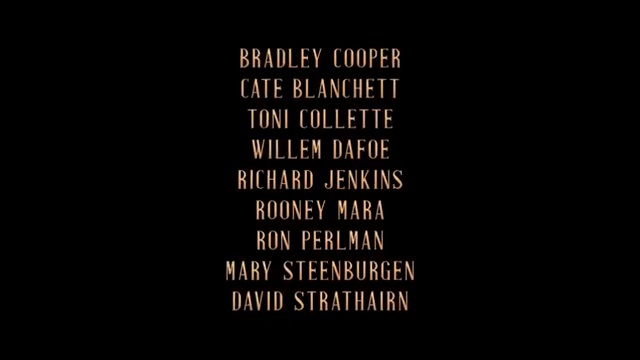 BRADLEY COOPER
CATE BLANCHETT
TONI COLLETTE
WILLEM DAFOE
RICHARD JENKINS
ROONEY MARA
RON PERLMAN
MARY STEENBURGEN
DAVID STRATHAIRN